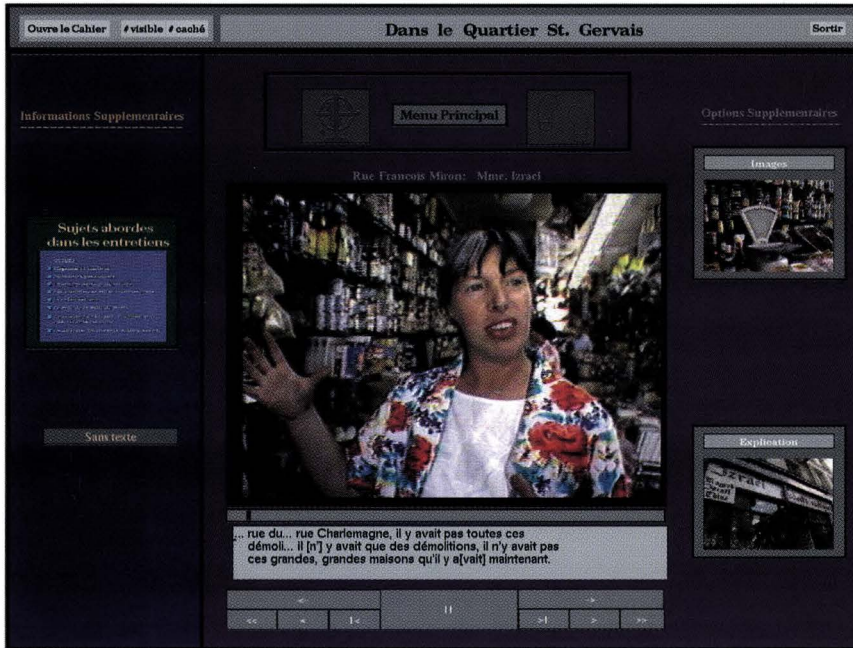 Ouvre le Cahier
# visible # caché
Dans le Quartier St. Gervais
Sortir
Informations Supplementaires
Menu Principal
Options Supplementaires
Rue Francois Miron: Mme. Izrael
Images
Sujets abordes
dans les entretiens
Sans texte
Explication
Izrael
... rue du... rue Charlemagne, il y avait pas toutes ces
démoli... il [n'] y avait que des démolitions, il n'y avait pas
ces grandes, grandes maisons qu'il y a[vait] maintenant.
<-
II
->
<<
<
I<
>I
>
>>